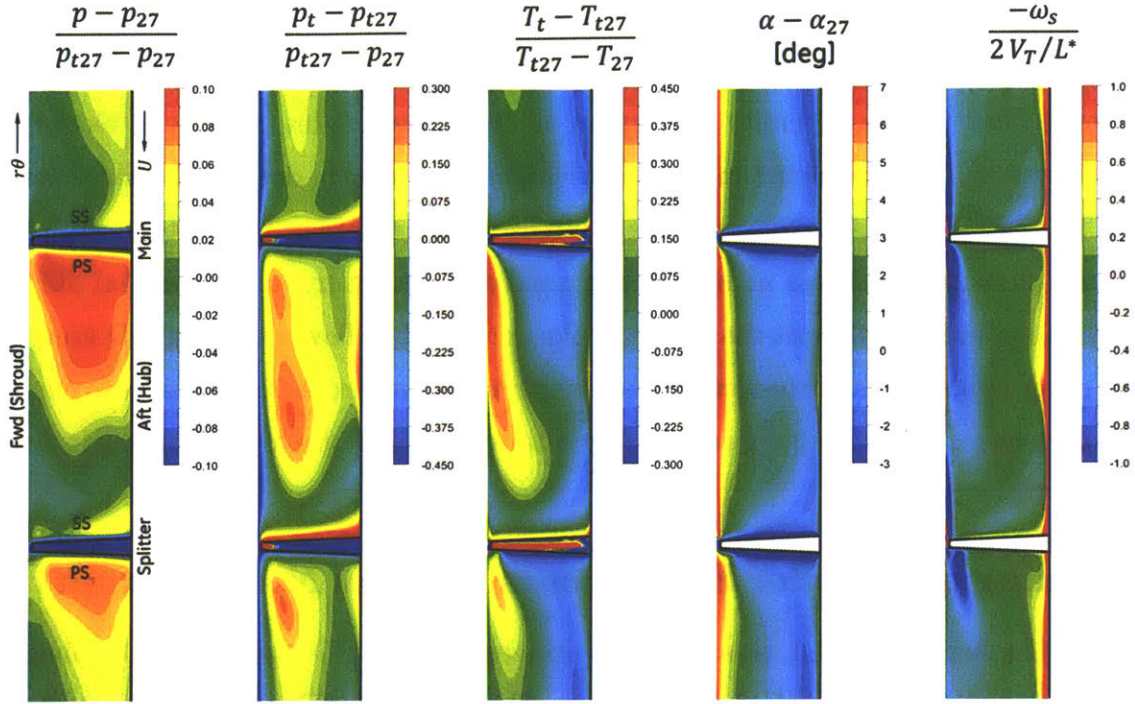 p − p₂₇
pₜ₂₇ − p₂₇
pₜ − pₜ₂₇
pₜ₂₇ − p₂₇
Tₜ − Tₜ₂₇
Tₜ₂₇ − T₂₇
α − α₂₇
[deg]
−ωₛ
2 V_T/L*
rθ
U
SS
Main
PS
Fwd (Shroud)
Aft (Hub)
SS
Splitter
PS
0.10
0.08
0.06
0.04
0.02
-0.00
-0.02
-0.04
-0.06
-0.08
-0.10
0.300
0.225
0.150
0.075
0.000
-0.075
-0.150
-0.225
-0.300
-0.375
-0.450
0.450
0.375
0.300
0.225
0.150
0.075
0.000
-0.075
-0.150
-0.225
-0.300
7
6
5
4
3
2
1
0
-1
-2
-3
1.0
0.8
0.6
0.4
0.2
0.0
-0.2
-0.4
-0.6
-0.8
-1.0